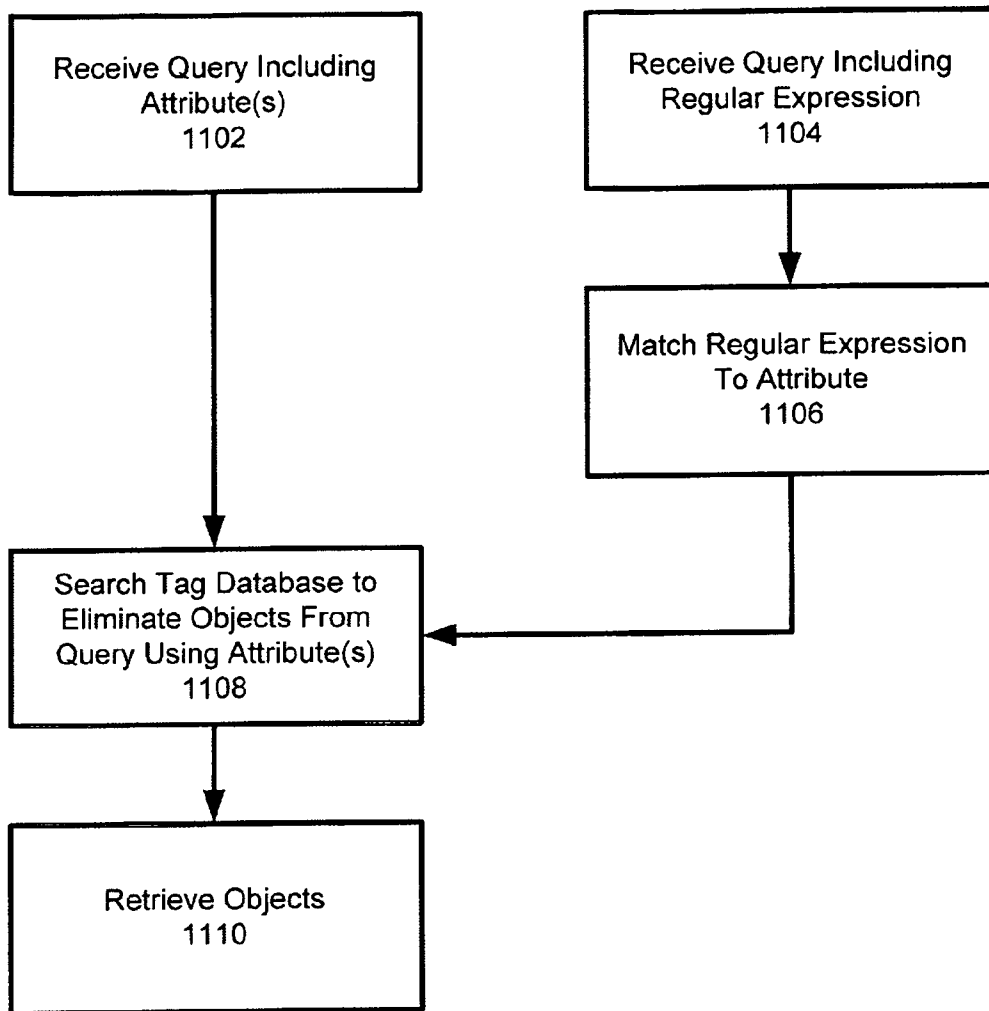 Receive Query Including
Attribute(s)
1102
Receive Query Including
Regular Expression
1104
Match Regular Expression
To Attribute
1106
Search Tag Database to
Eliminate Objects From
Query Using Attribute(s)
1108
Retrieve Objects
1110